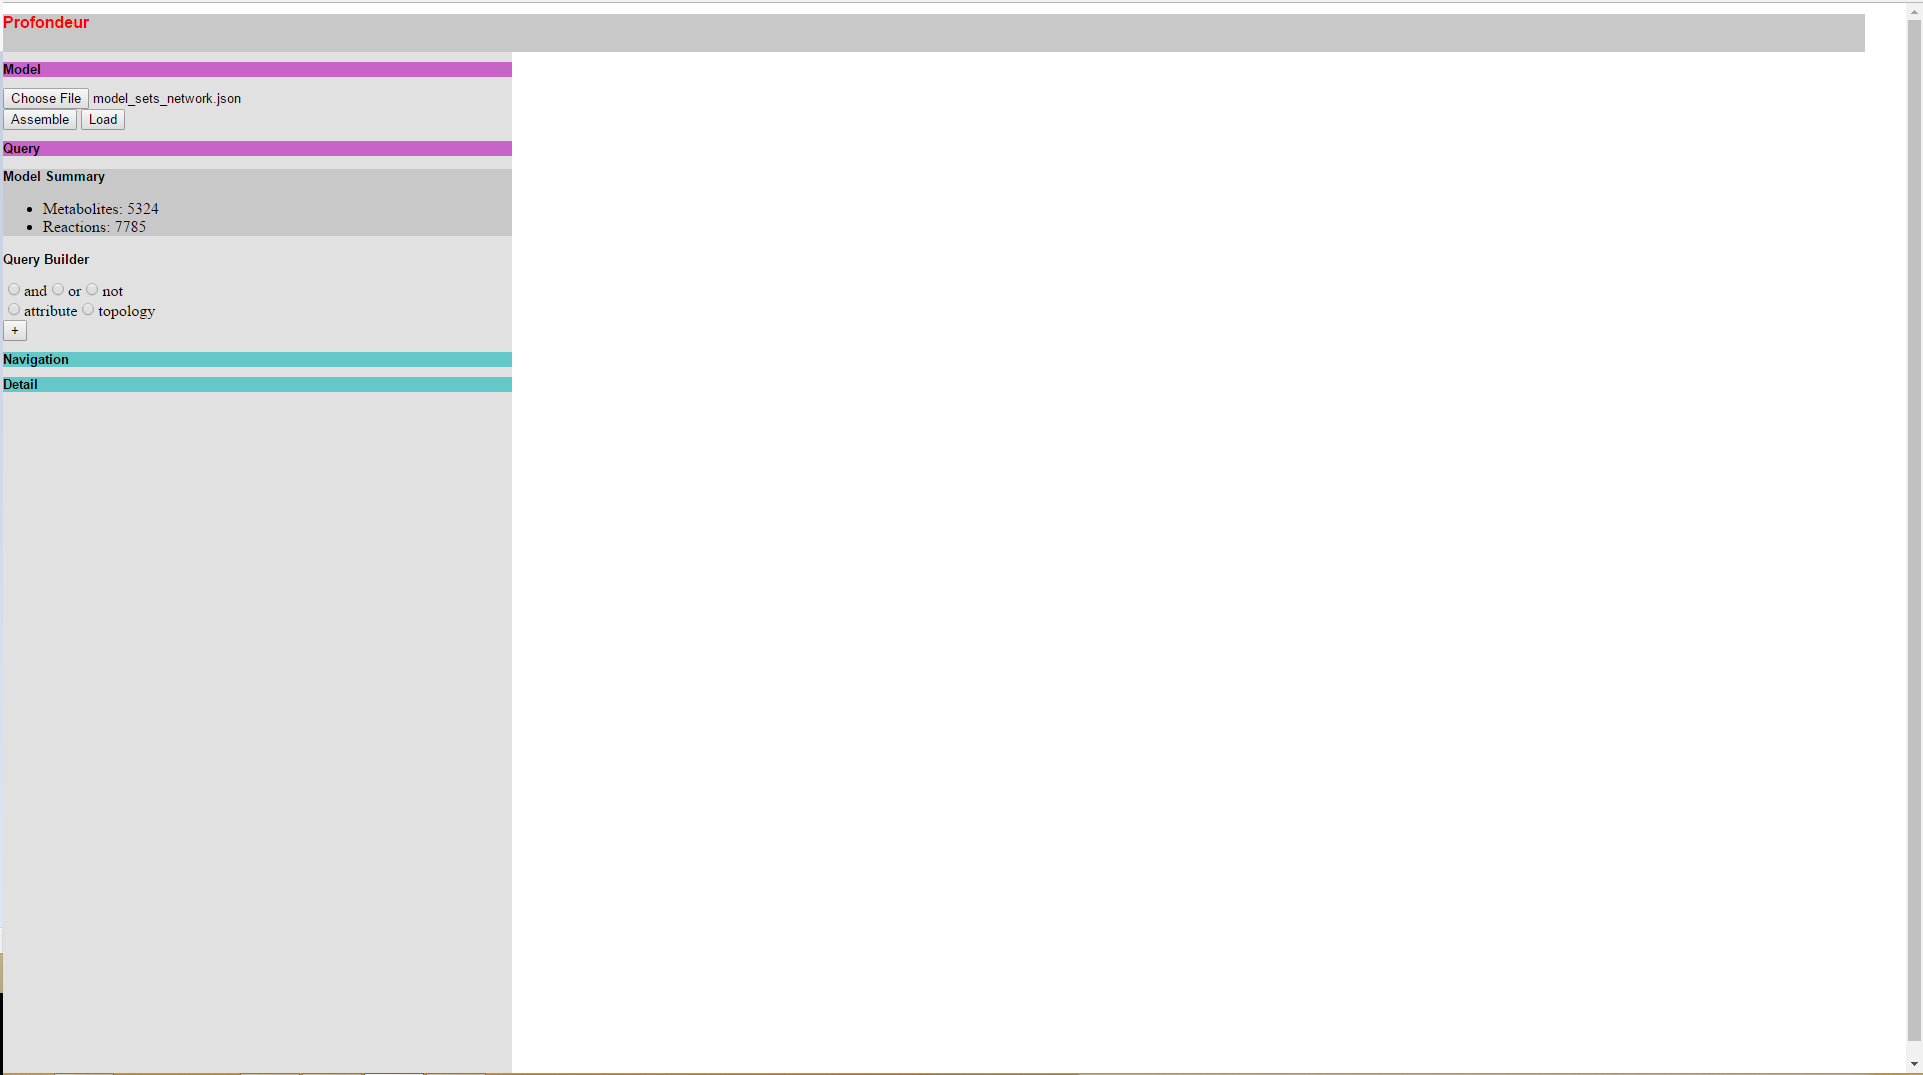 Profondeur
Model
Choose File model_sets_network.json
Assemble Load
Query
Model Summary
Metabolites: 5324
Reactions: 7785
Query Builder
and or not
attribute topology
+
Navigation
Detail